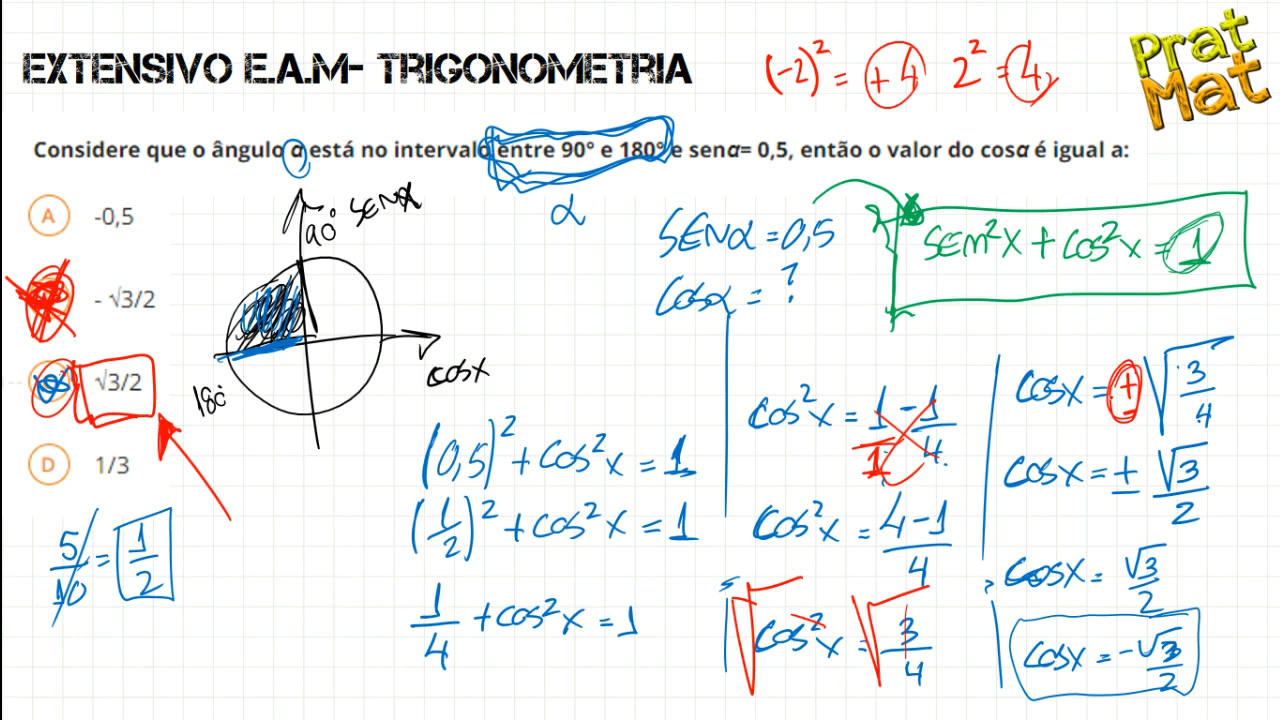 EXTENSIVO E.A.M- TRIGONOMETRIA
(-2)² = +4 2² = 4
Prat
Mat
Considere que o ângulo α está no intervalo entre 90° e 180° e senα= 0,5, então o valor do cosα é igual a:
A -0,5
- √3/2
√3/2
D 1/3
α
90°
SENX
COSX
180°
5/10 = 1/2
(0,5)² + cos²x = 1
(1/2)² + cos²x = 1
1/4 + cos²x = 1
SENα = 0,5
Cosα = ?
SEM²X + Cos²x = 1
Cos²x = 1/1 - 1/4
Cos²x = 4-1/4
√cos²x = √3/4
Cosx = ± √3/4
Cosx = ± √3/2
CosX = √3/2
Cosx = -√3/2